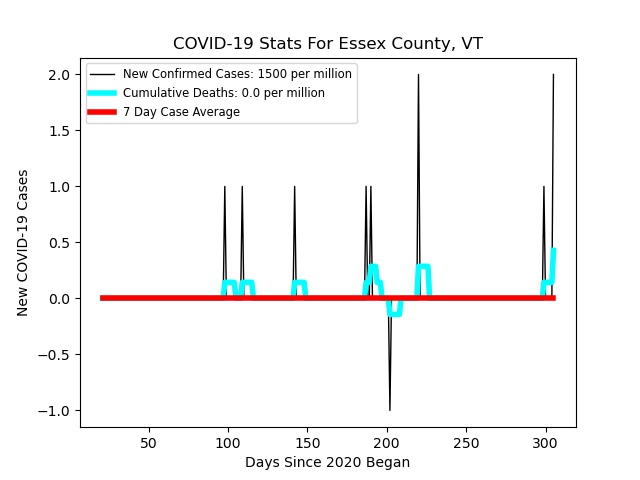 COVID-19 Stats For Essex County, VT
New Confirmed Cases: 1500 per million
Cumulative Deaths: 0.0 per million
7 Day Case Average
New COVID-19 Cases
2.0
1.5
1.0
0.5
0.0
−0.5
−1.0
50 100 150 200 250 300
Days Since 2020 Began